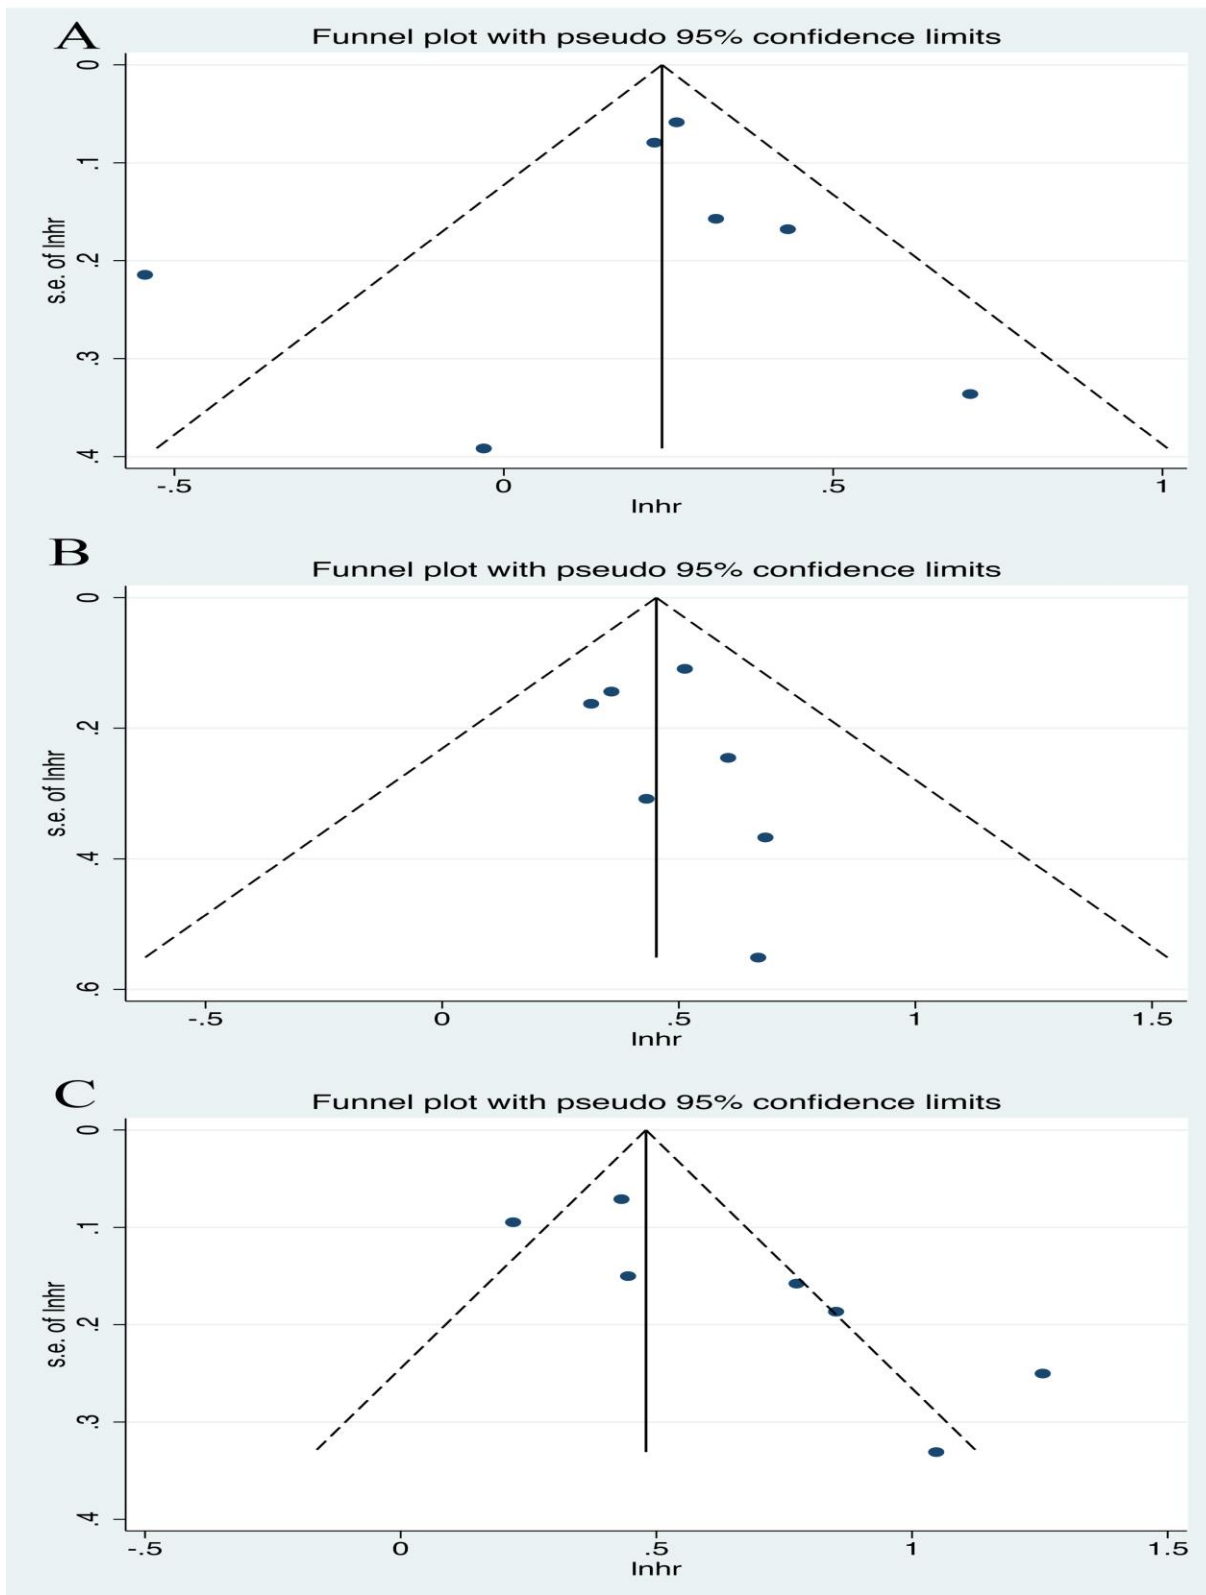 A
Funnel plot with pseudo 95% confidence limits
0
.1
.2
.3
.4
s.e. of lnhr
-.5 0 .5 1
lnhr
B
Funnel plot with pseudo 95% confidence limits
0
.2
.4
.6
s.e. of lnhr
-.5 0 .5 1 1.5
lnhr
C
Funnel plot with pseudo 95% confidence limits
0
.1
.2
.3
.4
s.e. of lnhr
-.5 0 .5 1 1.5
lnhr